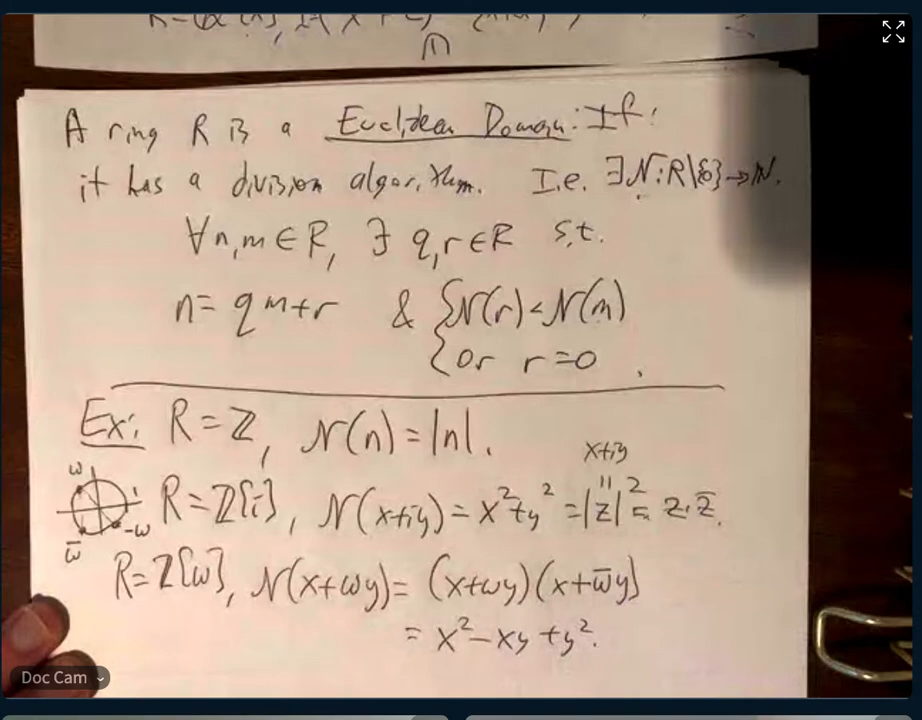 A ring R is a Euclidean Domain: If:
it has a division algorithm. I.e. ∃ N: R\{0} → ℕ.
∀ n, m ∈ R, ∃ q, r ∈ R s.t.
n = qm + r & { N(r) < N(m)
{ or r = 0 .
Ex: R = ℤ, N(n) = |n|.
x+iy
R = ℤ[i], N(x+iy) = x² + y² = |z|² = z·z̄.
ω 1 -ω ω̄
R = ℤ[ω], N(x+ωy) = (x+ωy)(x+ω̄y)
= x² - xy + y².
Doc Cam